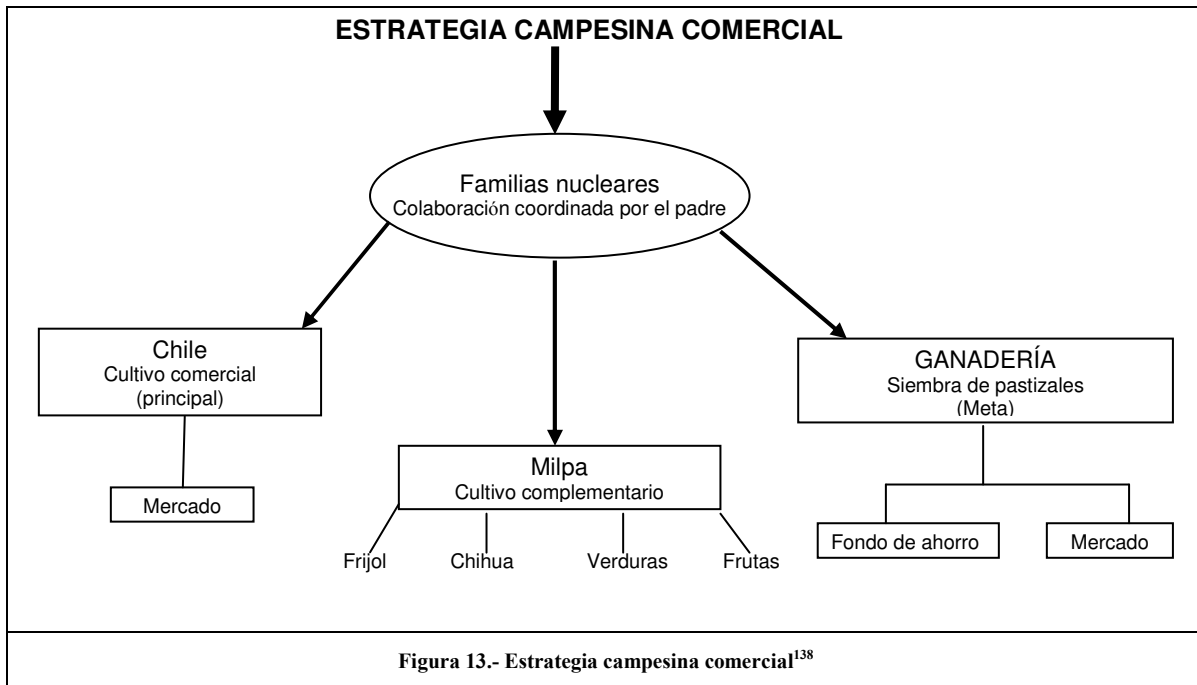 ESTRATEGIA CAMPESINA COMERCIAL
Familias nucleares
Colaboración coordinada por el padre
Chile
Cultivo comercial
(principal)
Mercado
Milpa
Cultivo complementario
Frijol
Chihua
Verduras
Frutas
GANADERÍA
Siembra de pastizales
(Meta)
Fondo de ahorro
Mercado
Figura 13.- Estrategia campesina comercial138